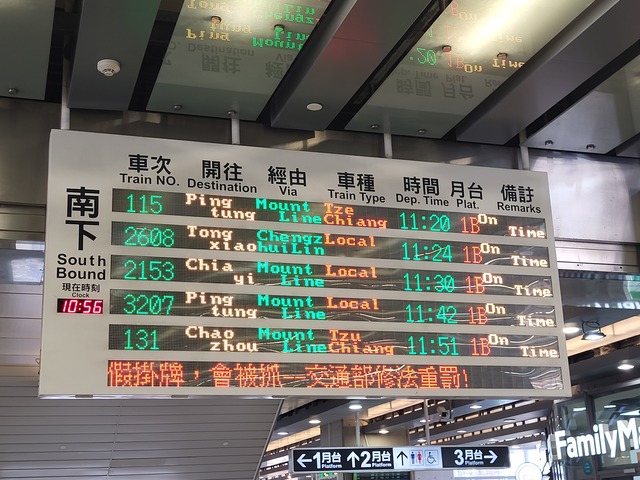 車次 開往 經由 車種 時間 月台 備註
Train NO. Destination Via Train Type Dep. Time Plat. Remarks
南下
South Bound
現在時刻
Clock
10:56
115 Ping tung Mount Line Tze Chiang 11:20 1B On Time
2608 Tong xiao Chengz huiLin Local 11:24 1B On Time
2153 Chia yi Mount Line Local 11:30 1B On Time
3207 Ping tung Mount Line Local 11:42 1B On Time
131 Chao zhou Mount Line Tzu Chiang 11:51 1B On Time
假掛牌，會被抓－交通部修法重罰!
←1月台 ↑2月台 ↑ 3月台→
Platform Platform Platform
FamilyM